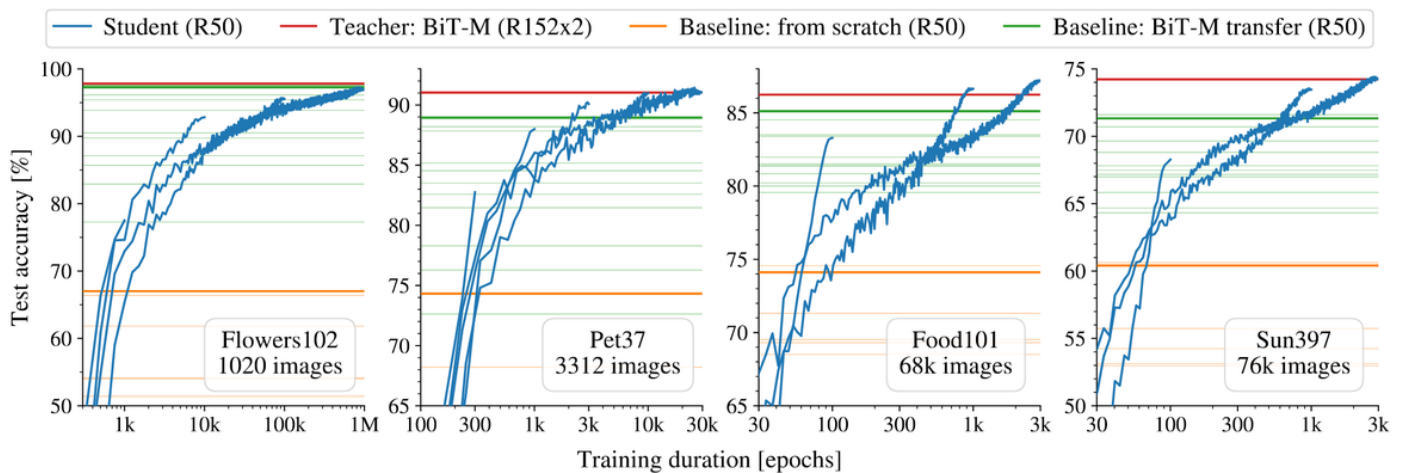 Student (R50) Teacher: BiT-M (R152x2) Baseline: from scratch (R50) Baseline: BiT-M transfer (R50)
Test accuracy [%]
100
90
80
70
60
50
1k 10k 100k 1M
Flowers102
1020 images
90
85
80
75
70
65
100 300 1k 3k 10k 30k
Pet37
3312 images
85
80
75
70
65
30 100 300 1k 3k
Food101
68k images
75
70
65
60
55
50
30 100 300 1k 3k
Sun397
76k images
Training duration [epochs]